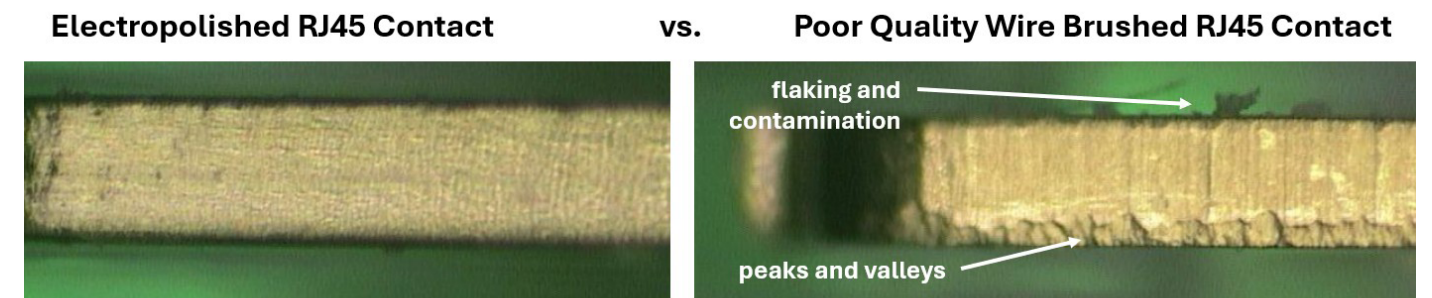 Electropolished RJ45 Contact vs. Poor Quality Wire Brushed RJ45 Contact
flaking and
contamination
peaks and valleys